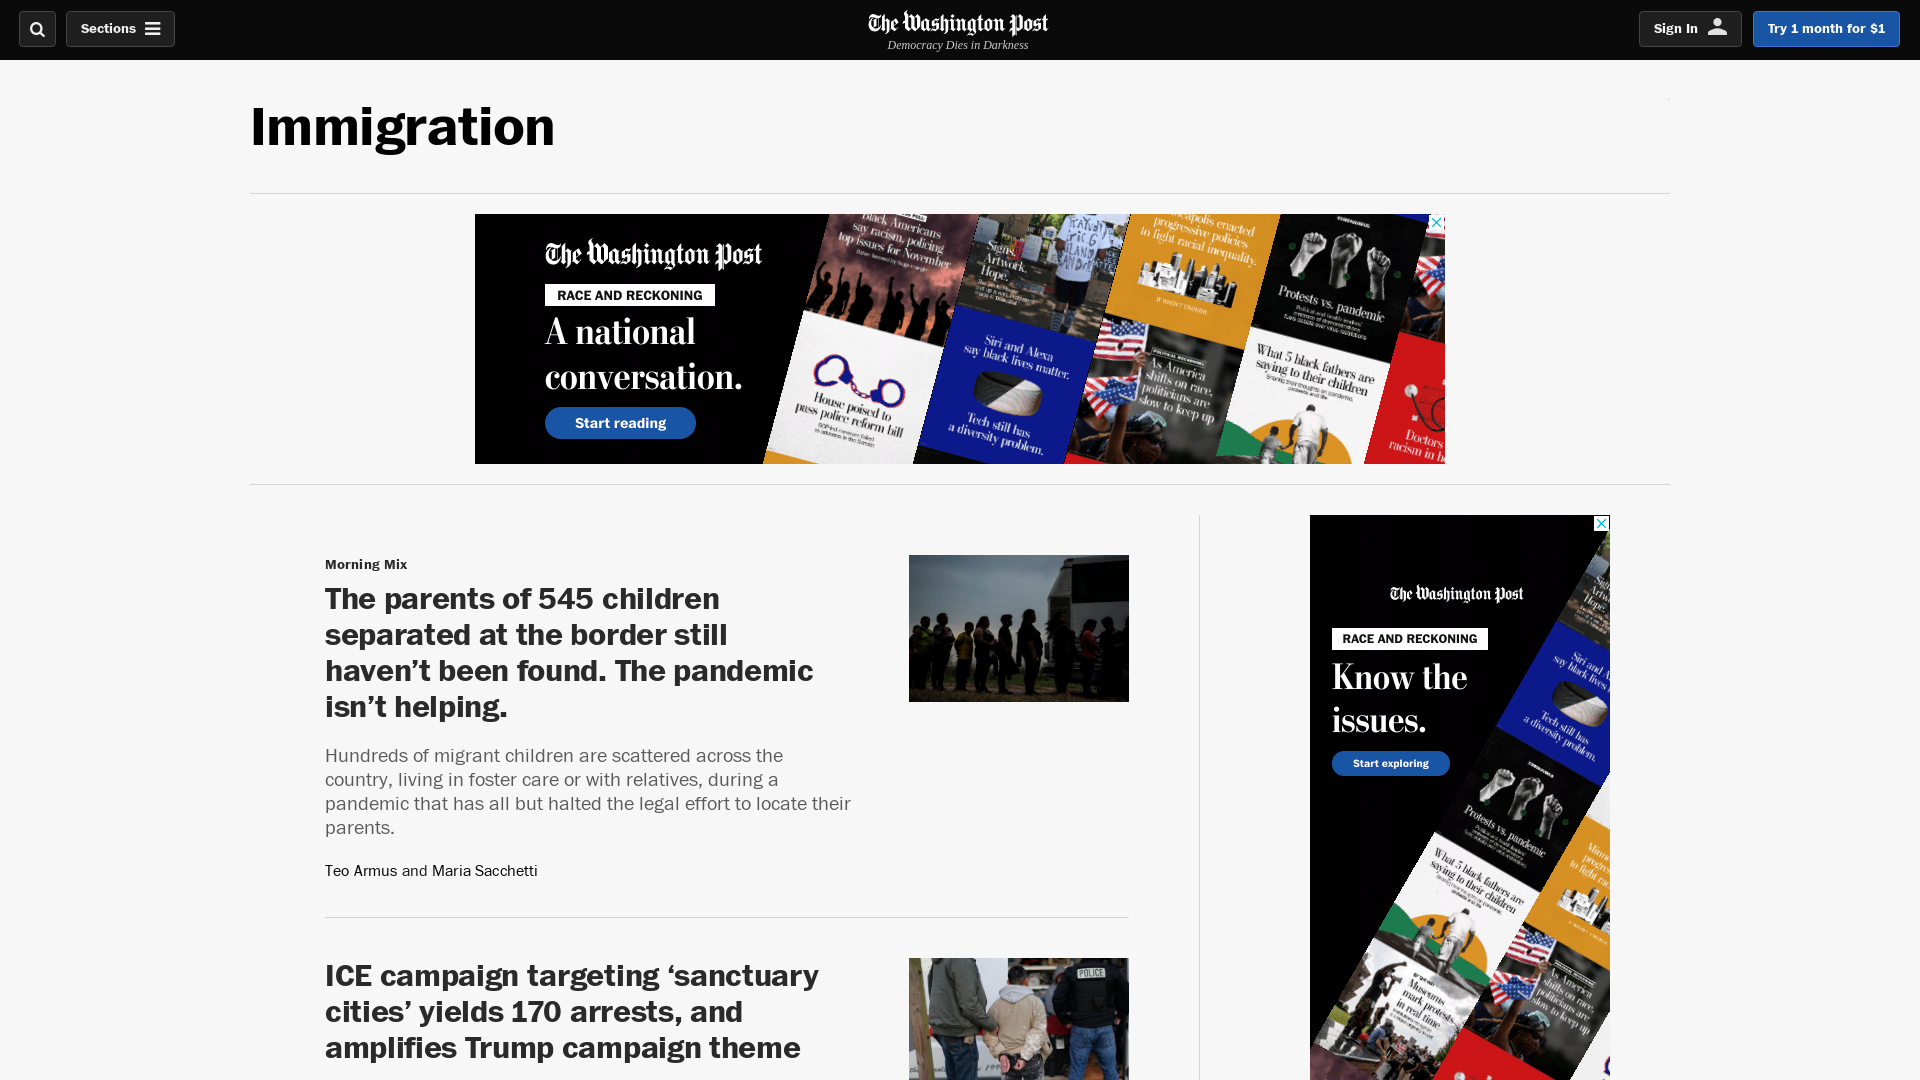 Sections
The Washington Post
Democracy Dies in Darkness
Sign In
Try 1 month for $1
Immigration
The Washington Post
RACE AND RECKONING
A national
conversation.
Start reading
Black Americans
say racism, policing
top issues for November
Signs.
Artwork.
Hope.
progressive policies
to fight racial inequality.
IT WASN'T ENOUGH.
CORONAVIRUS
Protests vs. pandemic
House poised to
pass police reform bill
Siri and Alexa
say black lives matter.
Tech still has
a diversity problem.
POLITICAL RECKONING
As America
shifts on race,
politicians are
slow to keep up
What 5 black fathers are
saying to their children
Doctors
racism in h
Morning Mix
The parents of 545 children
separated at the border still
haven’t been found. The pandemic
isn’t helping.
Hundreds of migrant children are scattered across the
country, living in foster care or with relatives, during a
pandemic that has all but halted the legal effort to locate their
parents.
Teo Armus and Maria Sacchetti
ICE campaign targeting ‘sanctuary
cities’ yields 170 arrests, and
amplifies Trump campaign theme
POLICE
The Washington Post
RACE AND RECKONING
Know the
issues.
Start exploring
Siri and
say black lives
Tech still has
a diversity problem.
CORONAVIRUS
Protests vs. pandemic
What 5 black fathers are
saying to their children
As America
shifts on race,
politicians are
slow to keep up
Museums
mark protests
in real time